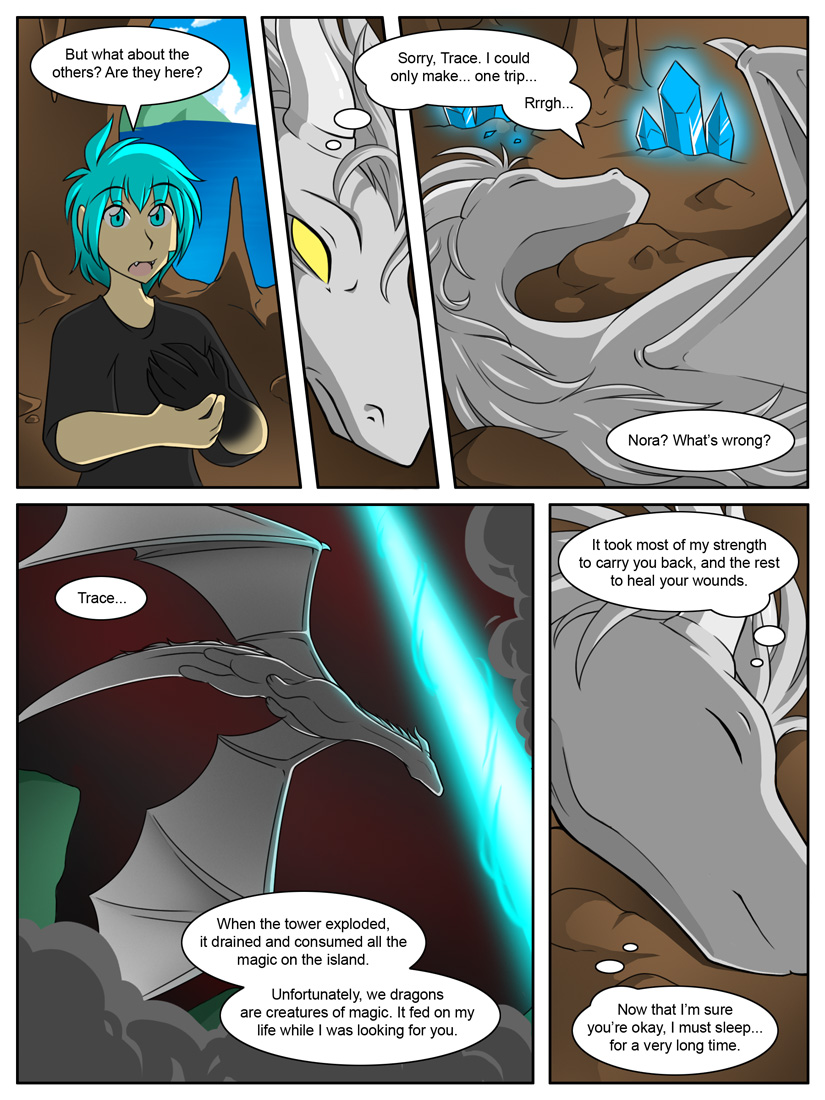 But what about the
others? Are they here?
Sorry, Trace. I could
only make... one trip...
Rrrgh...
Nora? What's wrong?
Trace...
When the tower exploded,
it drained and consumed all the
magic on the island.
Unfortunately, we dragons
are creatures of magic. It fed on my
life while I was looking for you.
It took most of my strength
to carry you back, and the rest
to heal your wounds.
Now that I'm sure
you're okay, I must sleep...
for a very long time.